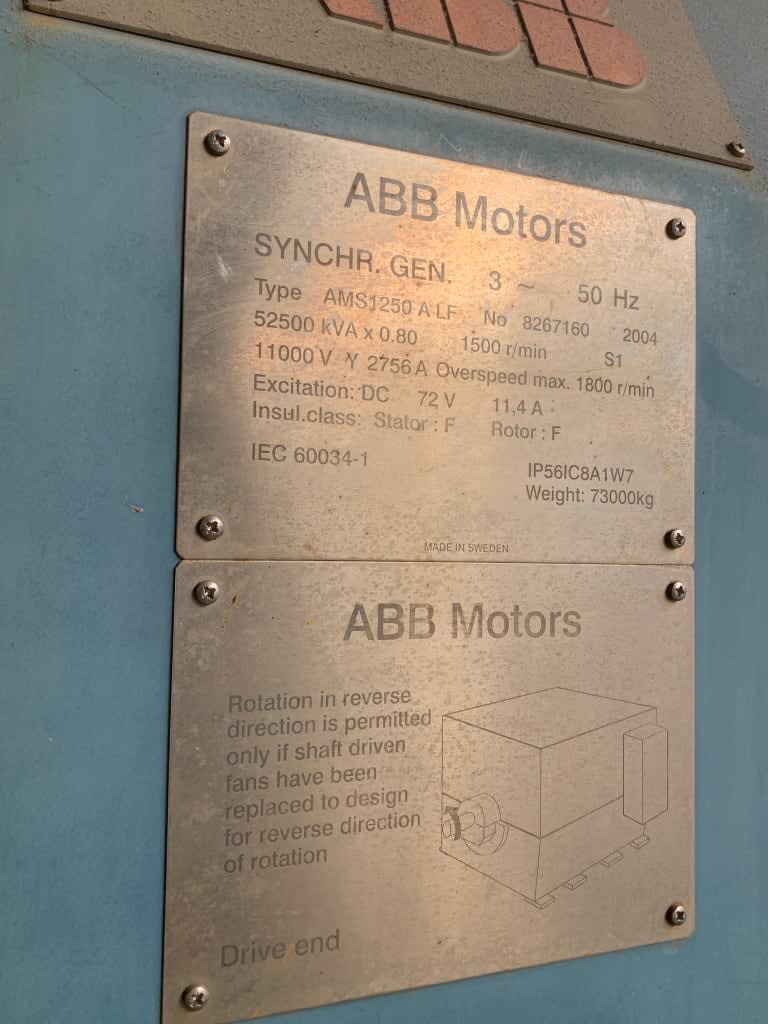 ABB
ABB Motors
SYNCHR. GEN. 3 ~ 50 Hz
Type AMS1250 A LF No 8267160 2004
52500 kVA x 0.80 1500 r/min S1
11000 V Y 2756 A Overspeed max. 1800 r/min
Excitation: DC 72 V 11,4 A
Insul.class: Stator : F Rotor : F
IEC 60034-1 IP56IC8A1W7
Weight: 73000kg
MADE IN SWEDEN
ABB Motors
Rotation in reverse
direction is permitted
only if shaft driven
fans have been
replaced to design
for reverse direction
of rotation
Drive end